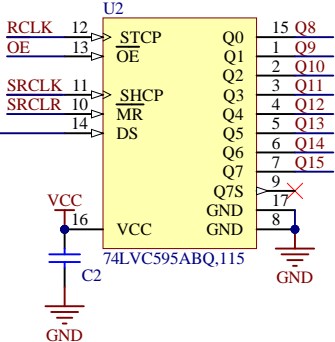 U2
RCLK 12 STCP Q0 15 Q8
OE 13 OE Q1 1 Q9
Q2 2 Q10
SRCLK 11 SHCP Q3 3 Q11
SRCLR 10 MR Q4 4 Q12
14 DS Q5 5 Q13
Q6 6 Q14
Q7 7 Q15
Q7S 9
VCC GND 17
16 VCC GND 8
74LVC595ABQ,115
C2
GND
GND